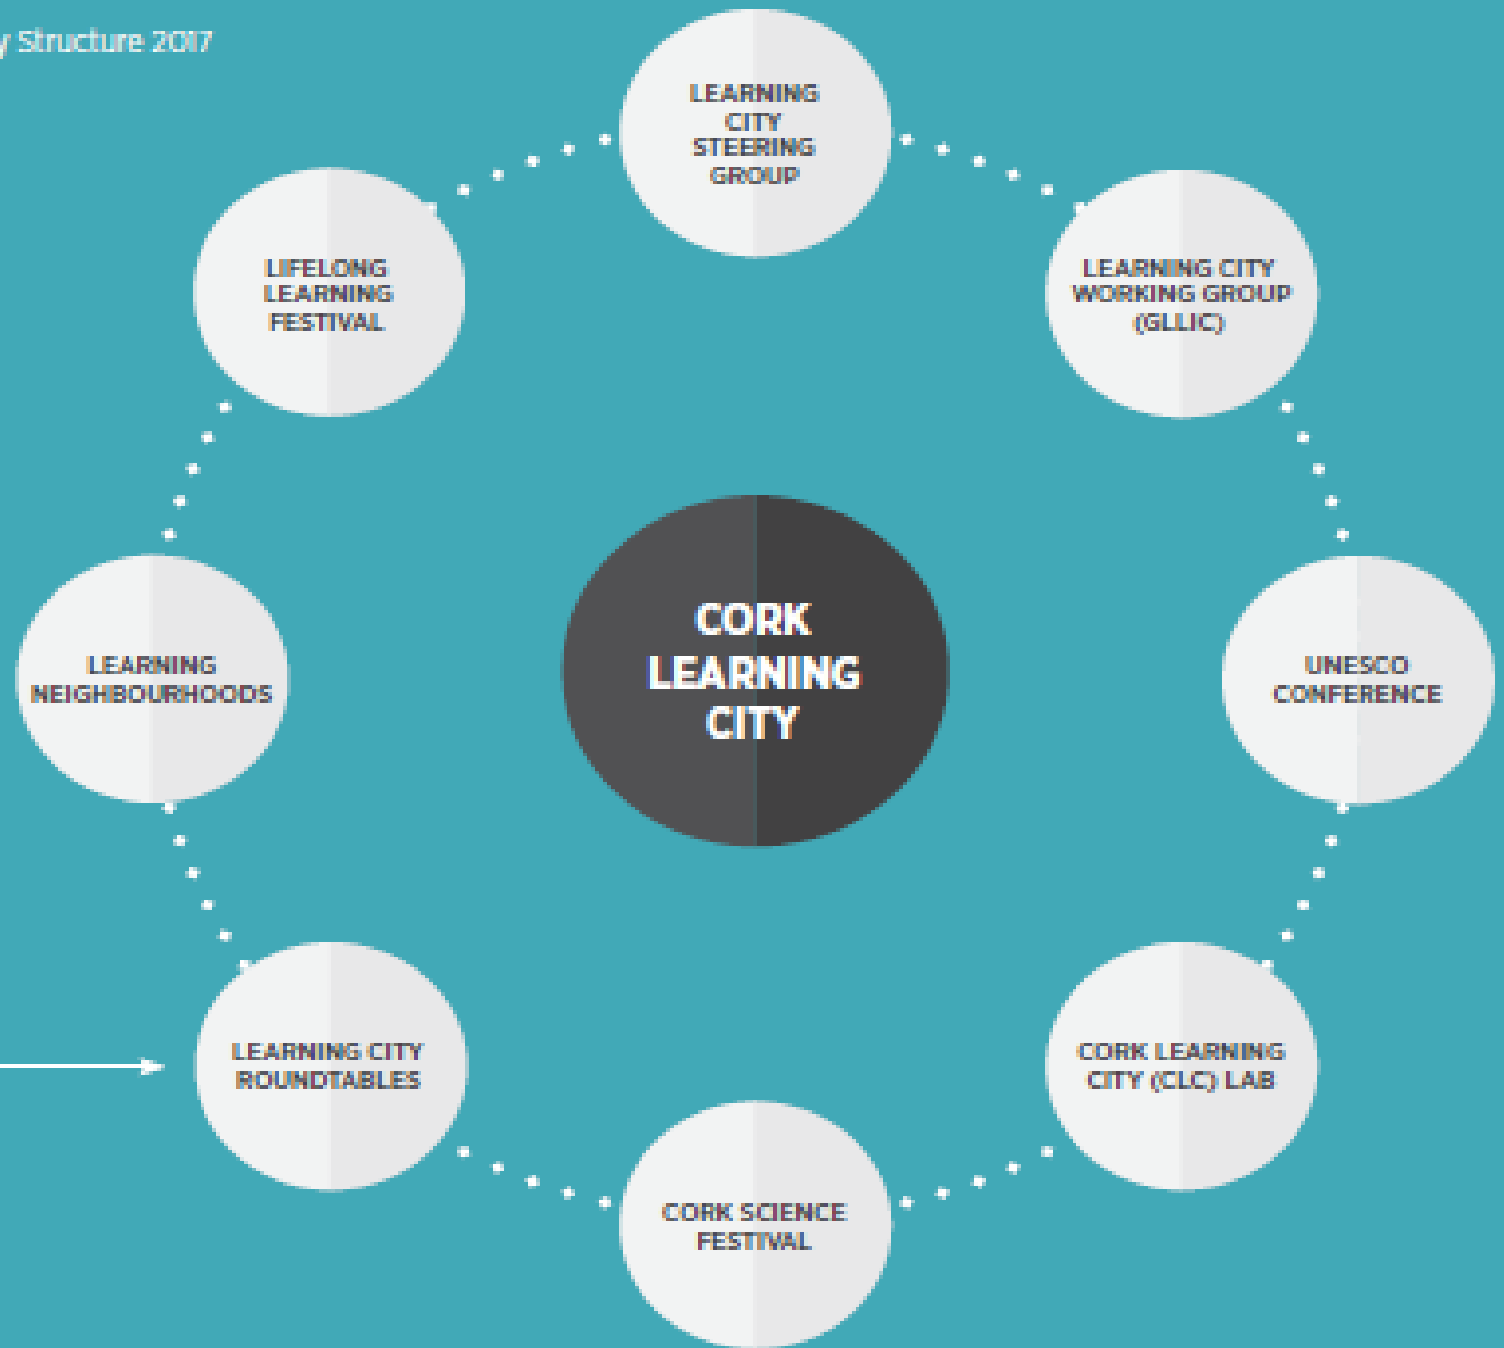 y Structure 2017
LEARNING
CITY
STEERING
GROUP
LIFELONG
LEARNING
FESTIVAL
LEARNING CITY
WORKING GROUP
(GLLIC)
CORK
LEARNING
CITY
LEARNING
NEIGHBOURHOODS
UNESCO
CONFERENCE
LEARNING CITY
ROUNDTABLES
CORK LEARNING
CITY (CLC) LAB
CORK SCIENCE
FESTIVAL